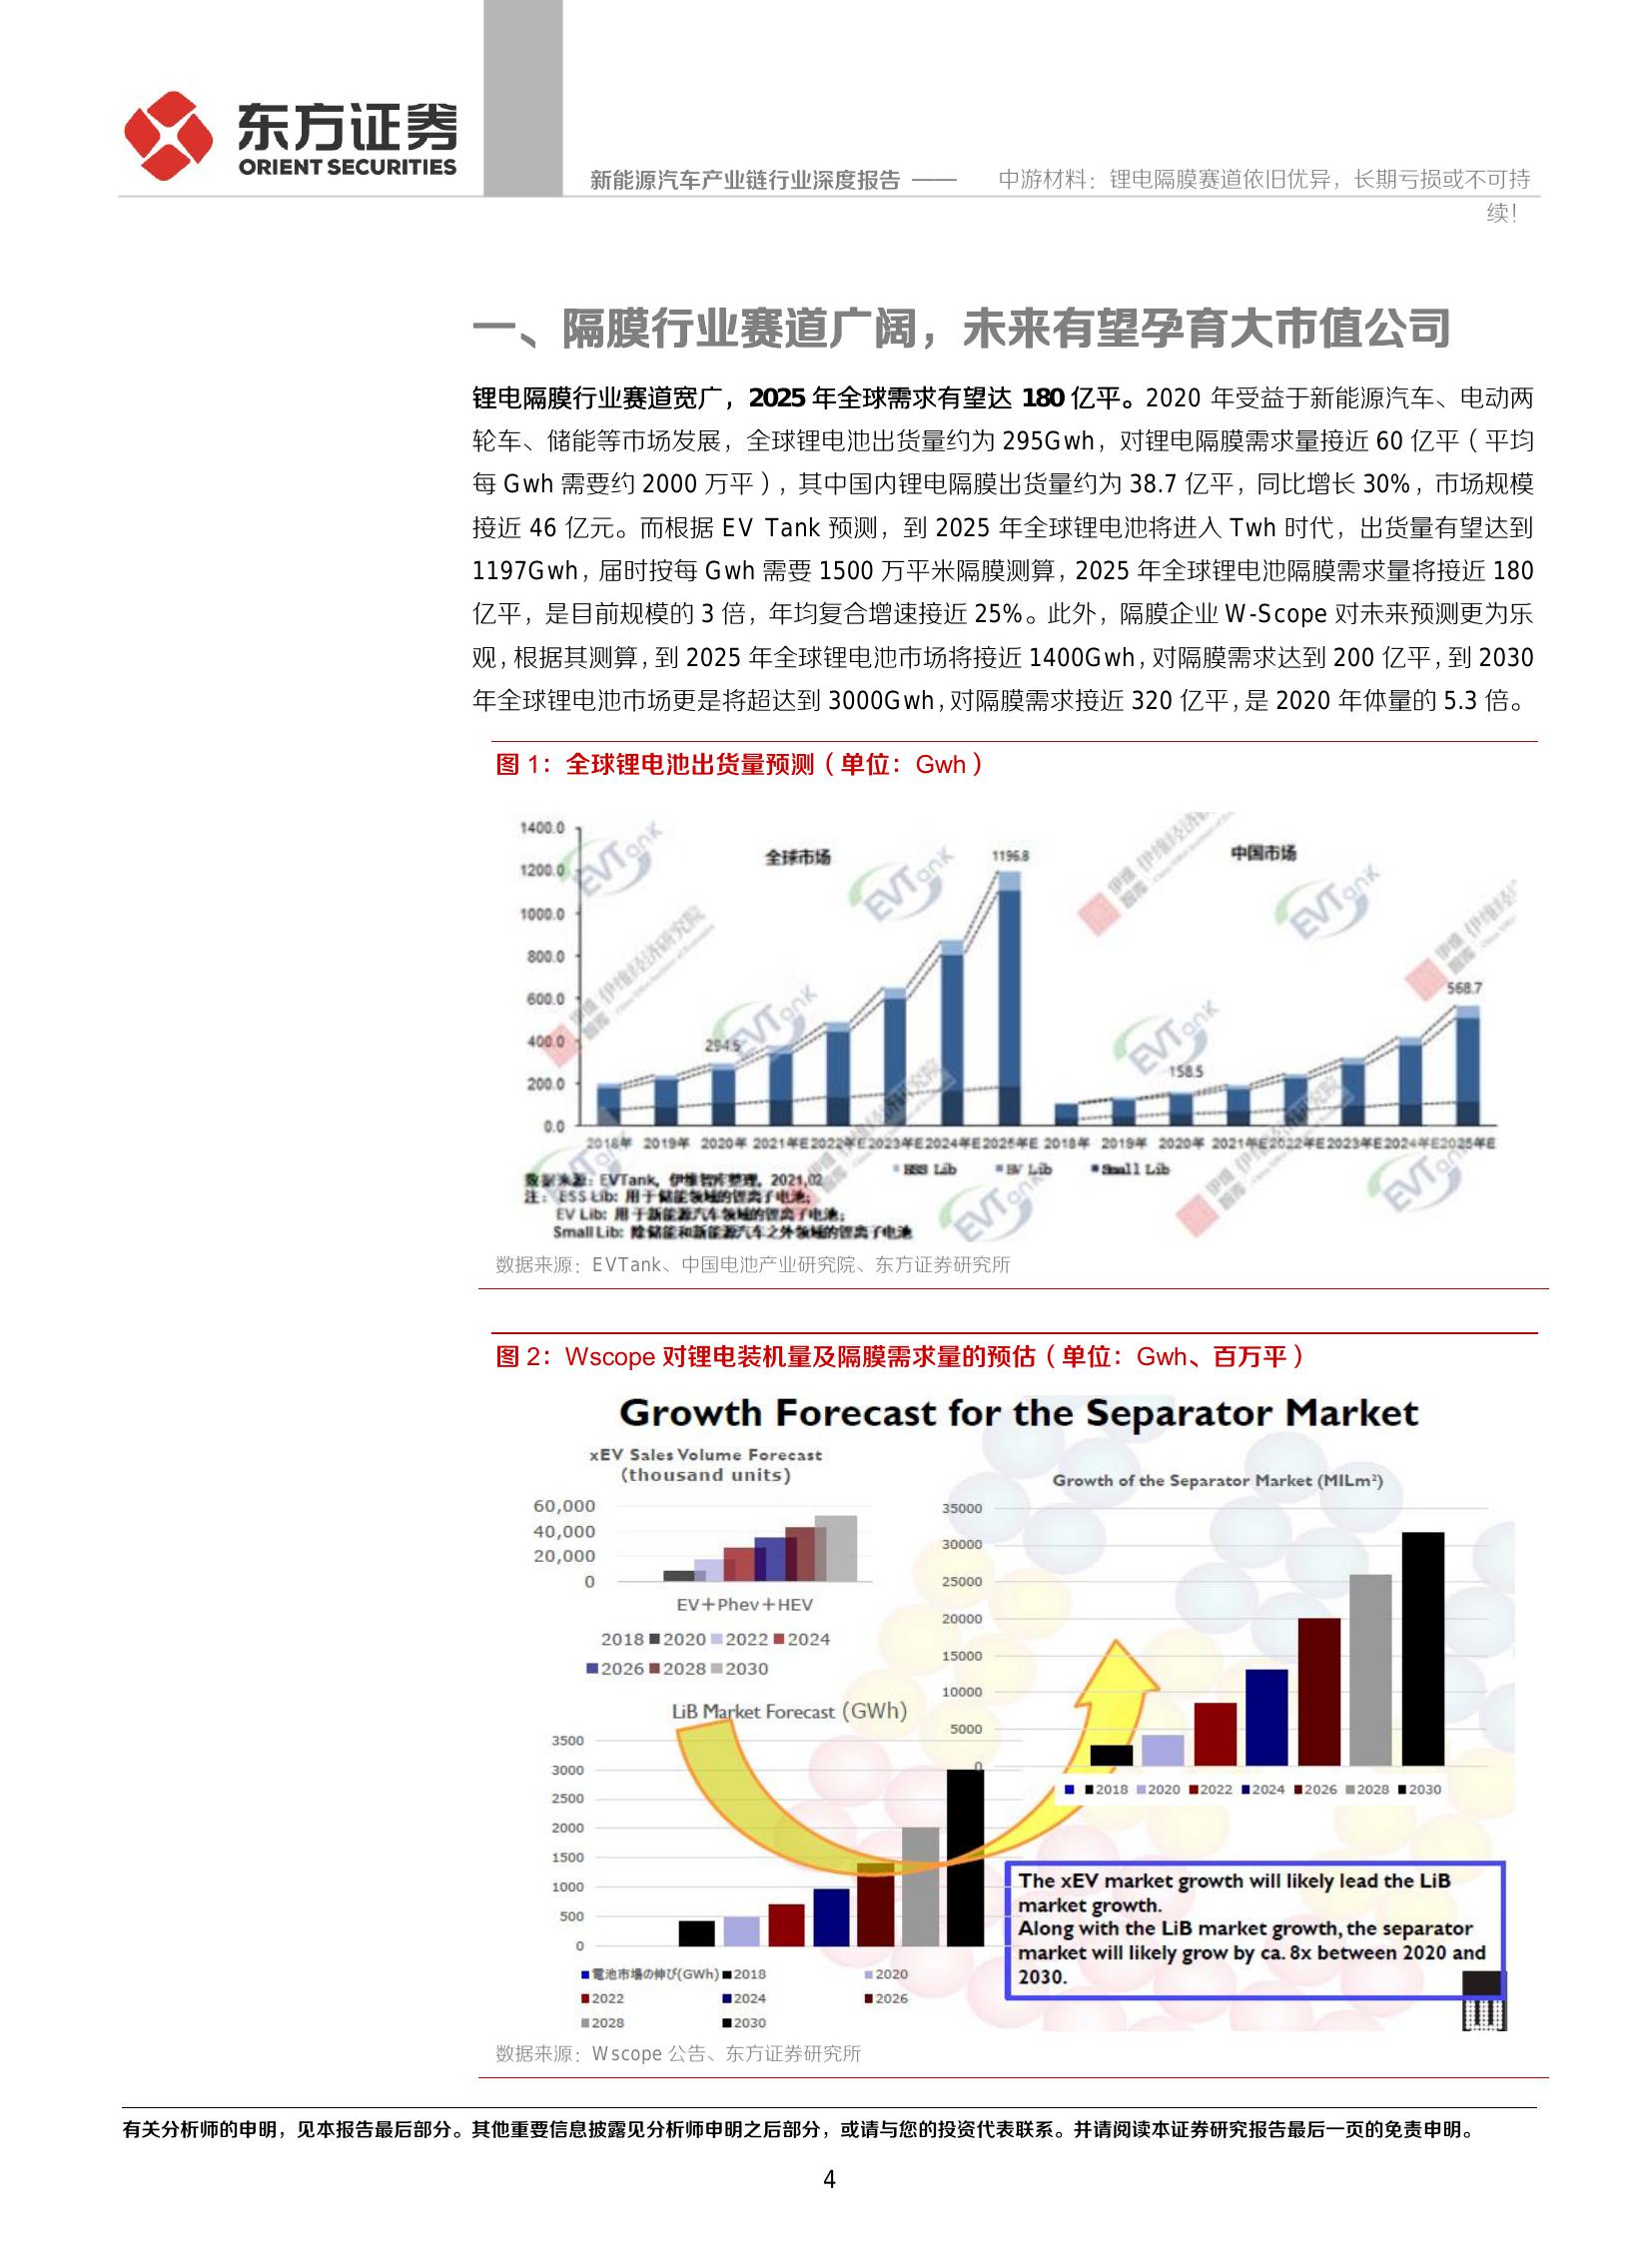 东方证券
ORIENT SECURITIES
新能源汽车产业链行业深度报告 —— 中游材料：锂电隔膜赛道依旧优异，长期亏损或不可持
续！
一、隔膜行业赛道广阔，未来有望孕育大市值公司
锂电隔膜行业赛道宽广，2025 年全球需求有望达 180 亿平。2020 年受益于新能源汽车、电动两
轮车、储能等市场发展，全球锂电池出货量约为 295Gwh，对锂电隔膜需求量接近 60 亿平（平均
每 Gwh 需要约 2000 万平），其中国内锂电隔膜出货量约为 38.7 亿平，同比增长 30%，市场规模
接近 46 亿元。而根据 EV Tank 预测，到 2025 年全球锂电池将进入 Twh 时代，出货量有望达到
1197Gwh，届时按每 Gwh 需要 1500 万平米隔膜测算，2025 年全球锂电池隔膜需求量将接近 180
亿平，是目前规模的 3 倍，年均复合增速接近 25%。此外，隔膜企业 W-Scope 对未来预测更为乐
观，根据其测算，到 2025 年全球锂电池市场将接近 1400Gwh，对隔膜需求达到 200 亿平，到 2030
年全球锂电池市场更是将超达到 3000Gwh，对隔膜需求接近 320 亿平，是 2020 年体量的 5.3 倍。
图 1：全球锂电池出货量预测（单位：Gwh）
1400.0
1200.0
1000.0
800.0
600.0
400.0
200.0
0.0
全球市场
中国市场
1196.8
294.5
568.7
158.5
2018年 2019年 2020年 2021年E 2022年E 2023年E 2024年E 2025年E 2018年 2019年 2020年 2021年E 2022年E 2023年E 2024年E 2025年E
ESS Lib EV Lib Small Lib
数据来源：EVTank，伊维智库整理，2021,02
注： ESS Lib: 用于储能领域的锂离子电池；
EV Lib: 用于新能源汽车领域的锂离子电池；
Small Lib: 除储能和新能源汽车之外领域的锂离子电池
数据来源：EVTank、中国电池产业研究院、东方证券研究所
图 2：Wscope 对锂电装机量及隔膜需求量的预估（单位：Gwh、百万平）
Growth Forecast for the Separator Market
xEV Sales Volume Forecast
(thousand units)
60,000
40,000
20,000
0
EV＋Phev＋HEV
2018 2020 2022 2024
2026 2028 2030
Growth of the Separator Market (MILm²)
35000
30000
25000
20000
15000
10000
5000
0
2018 2020 2022 2024 2026 2028 2030
LiB Market Forecast (GWh)
3500
3000
2500
2000
1500
1000
500
0
電池市場の伸び(GWh) 2018 2020
2022 2024 2026
2028 2030
The xEV market growth will likely lead the LiB
market growth.
Along with the LiB market growth, the separator
market will likely grow by ca. 8x between 2020 and
2030.
数据来源：Wscope 公告、东方证券研究所
有关分析师的申明，见本报告最后部分。其他重要信息披露见分析师申明之后部分，或请与您的投资代表联系。并请阅读本证券研究报告最后一页的免责申明。
4